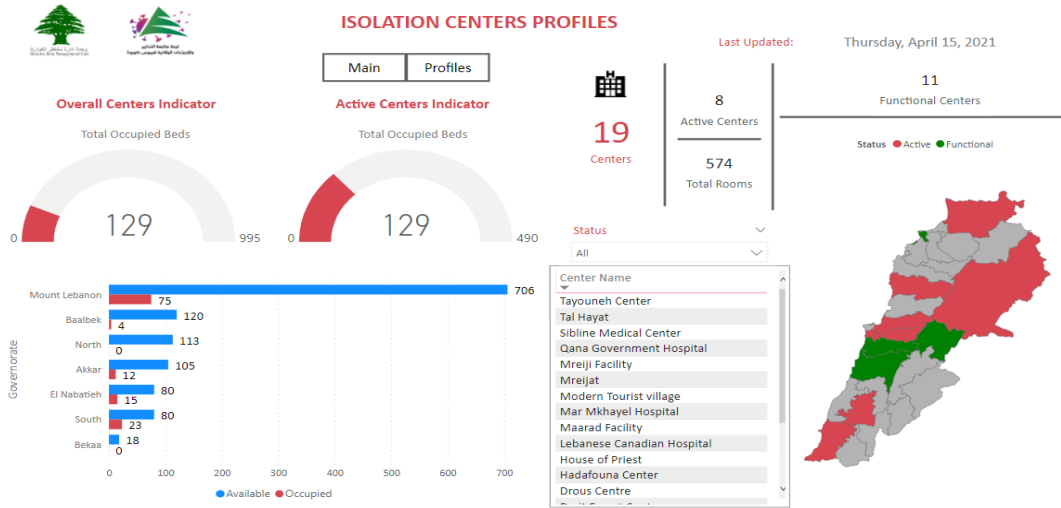 ISOLATION CENTERS PROFILES
Last Updated:
Thursday, April 15, 2021
Main
Profiles
Overall Centers Indicator
Total Occupied Beds
129
0
995
Active Centers Indicator
Total Occupied Beds
129
0
490
19
Centers
8
Active Centers
574
Total Rooms
11
Functional Centers
Status Active Functional
Status
All
Center Name
Tayouneh Center
Tal Hayat
Sibline Medical Center
Qana Government Hospital
Mreiji Facility
Mreijat
Modern Tourist village
Mar Mkhayel Hospital
Maarad Facility
Lebanese Canadian Hospital
House of Priest
Hadafouna Center
Drous Centre
Governorate
Mount Lebanon 706
75
Baalbek 120
4
North 113
0
Akkar 105
12
El Nabatieh 80
15
South 80
23
Bekaa 18
0
0 100 200 300 400 500 600 700
Available Occupied